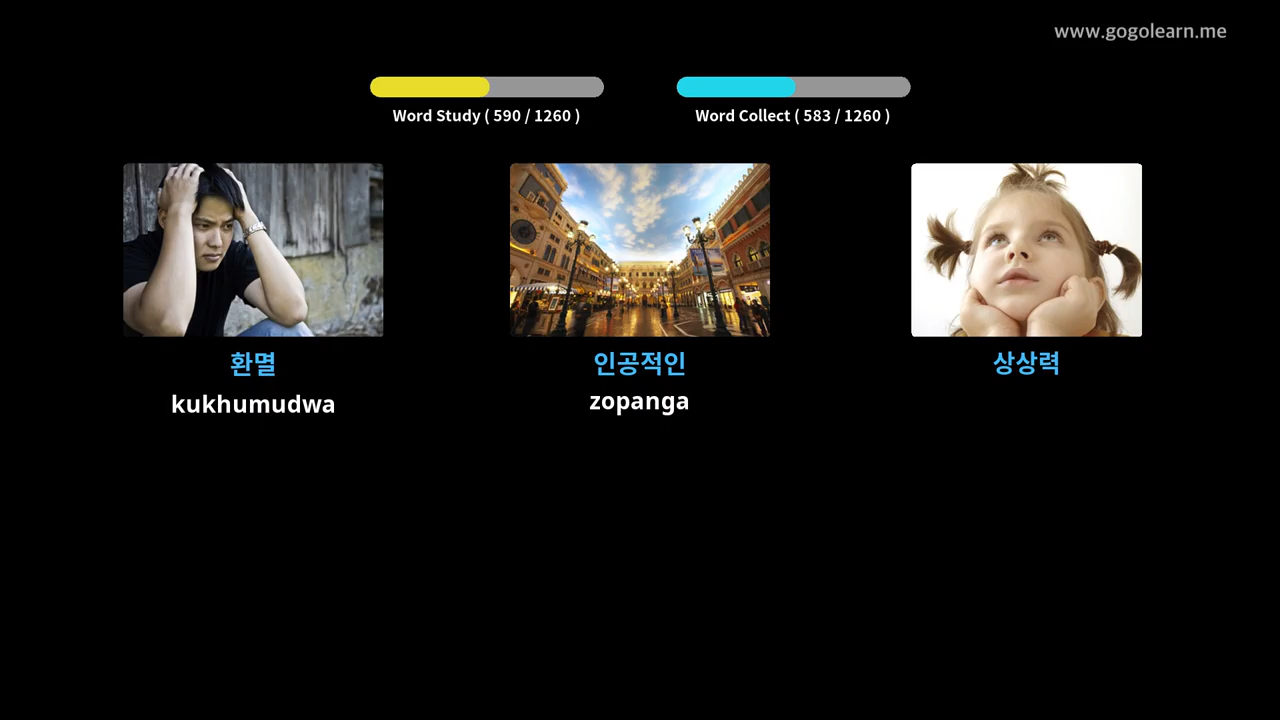 www.gogolearn.me
Word Study ( 590 / 1260 )
Word Collect ( 583 / 1260 )
환멸
인공적인
상상력
kukhumudwa
zopanga